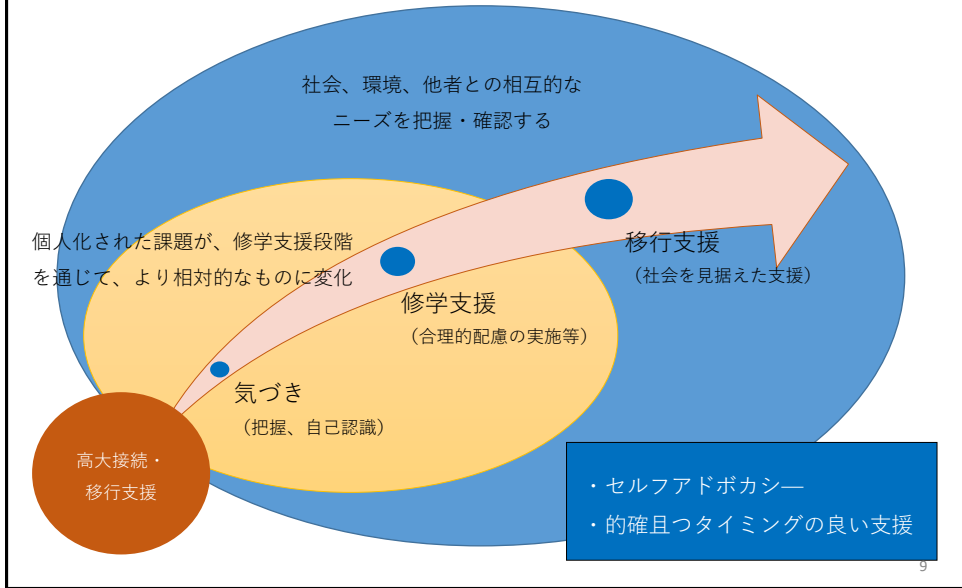 社会、環境、他者との相互的な
ニーズを把握・確認する
個人化された課題が、修学支援段階
を通じて、より相対的なものに変化
移行支援
（社会を見据えた支援）
修学支援
（合理的配慮の実施等）
気づき
（把握、自己認識）
高大接続・
移行支援
・セルフアドボカシ―
・的確且つタイミングの良い支援
9